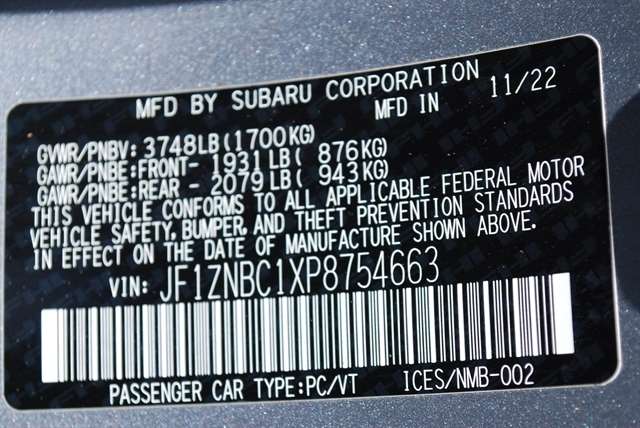 MFD BY SUBARU CORPORATION
MFD IN 11/22
GVWR/PNBV: 3748LB(1700KG)
GAWR/PNBE:FRONT- 1931LB( 876KG)
GAWR/PNBE:REAR - 2079LB( 943KG)
THIS VEHICLE CONFORMS TO ALL APPLICABLE FEDERAL MOTOR
VEHICLE SAFETY, BUMPER, AND THEFT PREVENTION STANDARDS
IN EFFECT ON THE DATE OF MANUFACTURE SHOWN ABOVE.
VIN: JF1ZNBC1XP8754663
PASSENGER CAR TYPE:PC/VT ICES/NMB-002